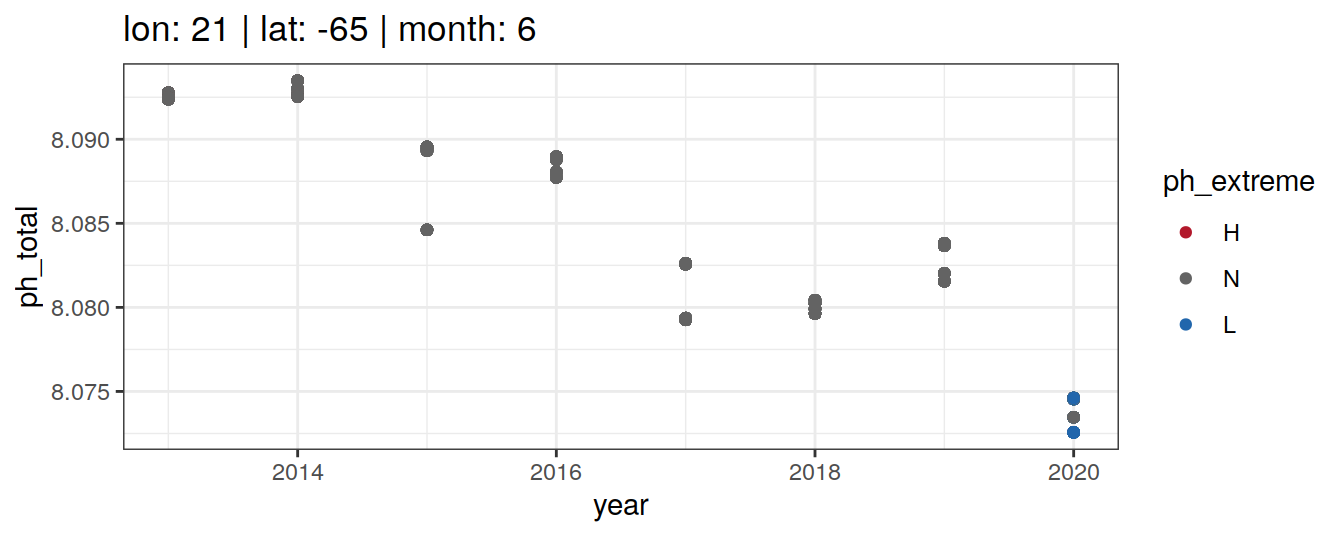 lon: 21 | lat: -65 | month: 6
8.090
8.085
8.080
8.075
ph_total
2014 2016 2018 2020
year
ph_extreme
H
N
L